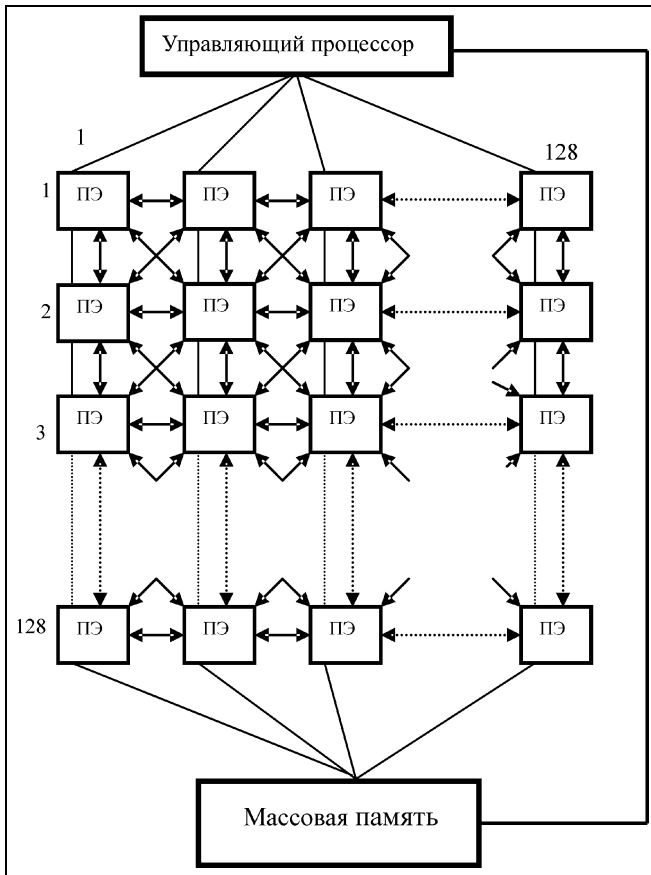 Управляющий процессор
1
128
1 ПЭ ПЭ ПЭ ПЭ
2 ПЭ ПЭ ПЭ ПЭ
3 ПЭ ПЭ ПЭ ПЭ
128 ПЭ ПЭ ПЭ ПЭ
Массовая память